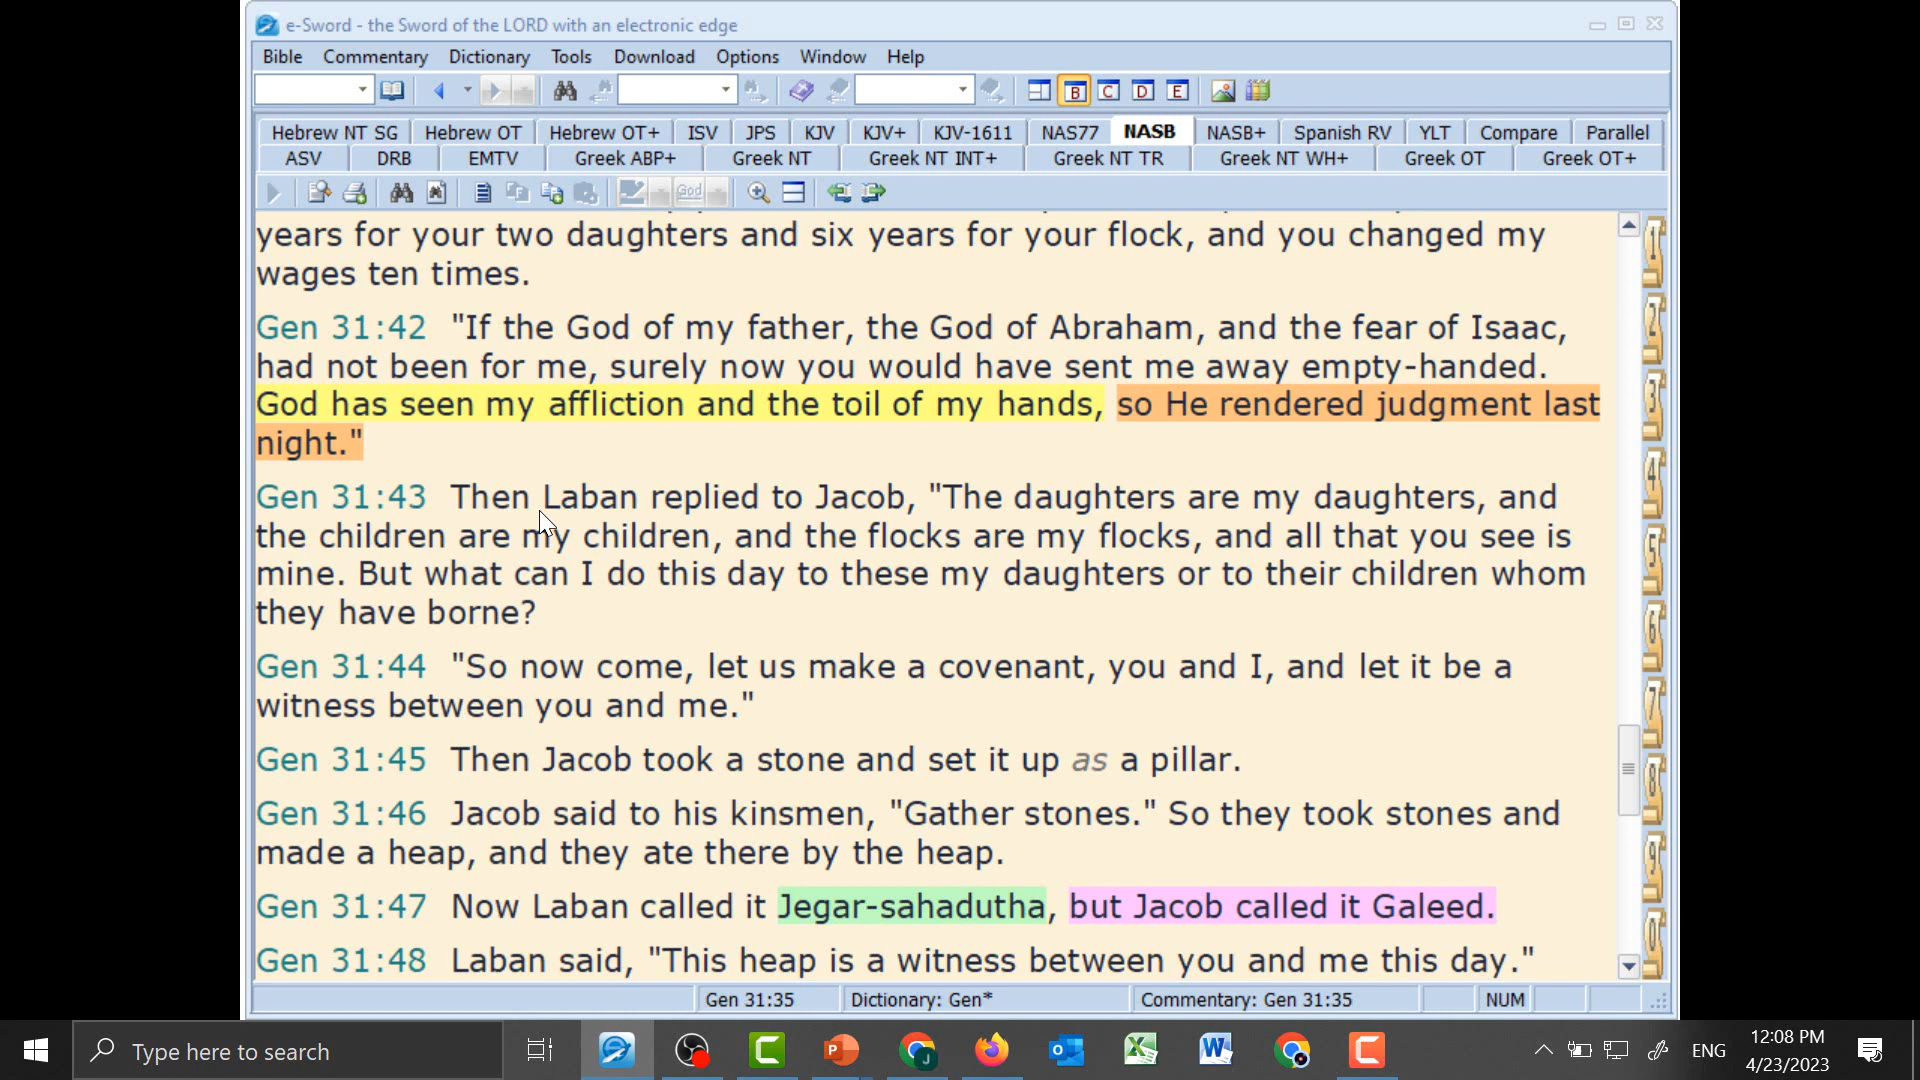 e-Sword - the Sword of the LORD with an electronic edge
Bible Commentary Dictionary Tools Download Options Window Help
B C D E
Hebrew NT SG Hebrew OT Hebrew OT+ ISV JPS KJV KJV+ KJV-1611 NAS77 NASB NASB+ Spanish RV YLT Compare Parallel
ASV DRB EMTV Greek ABP+ Greek NT Greek NT INT+ Greek NT TR Greek NT WH+ Greek OT Greek OT+
God
years for your two daughters and six years for your flock, and you changed my
wages ten times.
Gen 31:42 "If the God of my father, the God of Abraham, and the fear of Isaac,
had not been for me, surely now you would have sent me away empty-handed.
God has seen my affliction and the toil of my hands, so He rendered judgment last
night."
Gen 31:43 Then Laban replied to Jacob, "The daughters are my daughters, and
the children are my children, and the flocks are my flocks, and all that you see is
mine. But what can I do this day to these my daughters or to their children whom
they have borne?
Gen 31:44 "So now come, let us make a covenant, you and I, and let it be a
witness between you and me."
Gen 31:45 Then Jacob took a stone and set it up as a pillar.
Gen 31:46 Jacob said to his kinsmen, "Gather stones." So they took stones and
made a heap, and they ate there by the heap.
Gen 31:47 Now Laban called it Jegar-sahadutha, but Jacob called it Galeed.
Gen 31:48 Laban said, "This heap is a witness between you and me this day."
1
2
3
4
5
6
7
8
9
0
Gen 31:35 Dictionary: Gen* Commentary: Gen 31:35 NUM
Type here to search
ENG
12:08 PM
4/23/2023